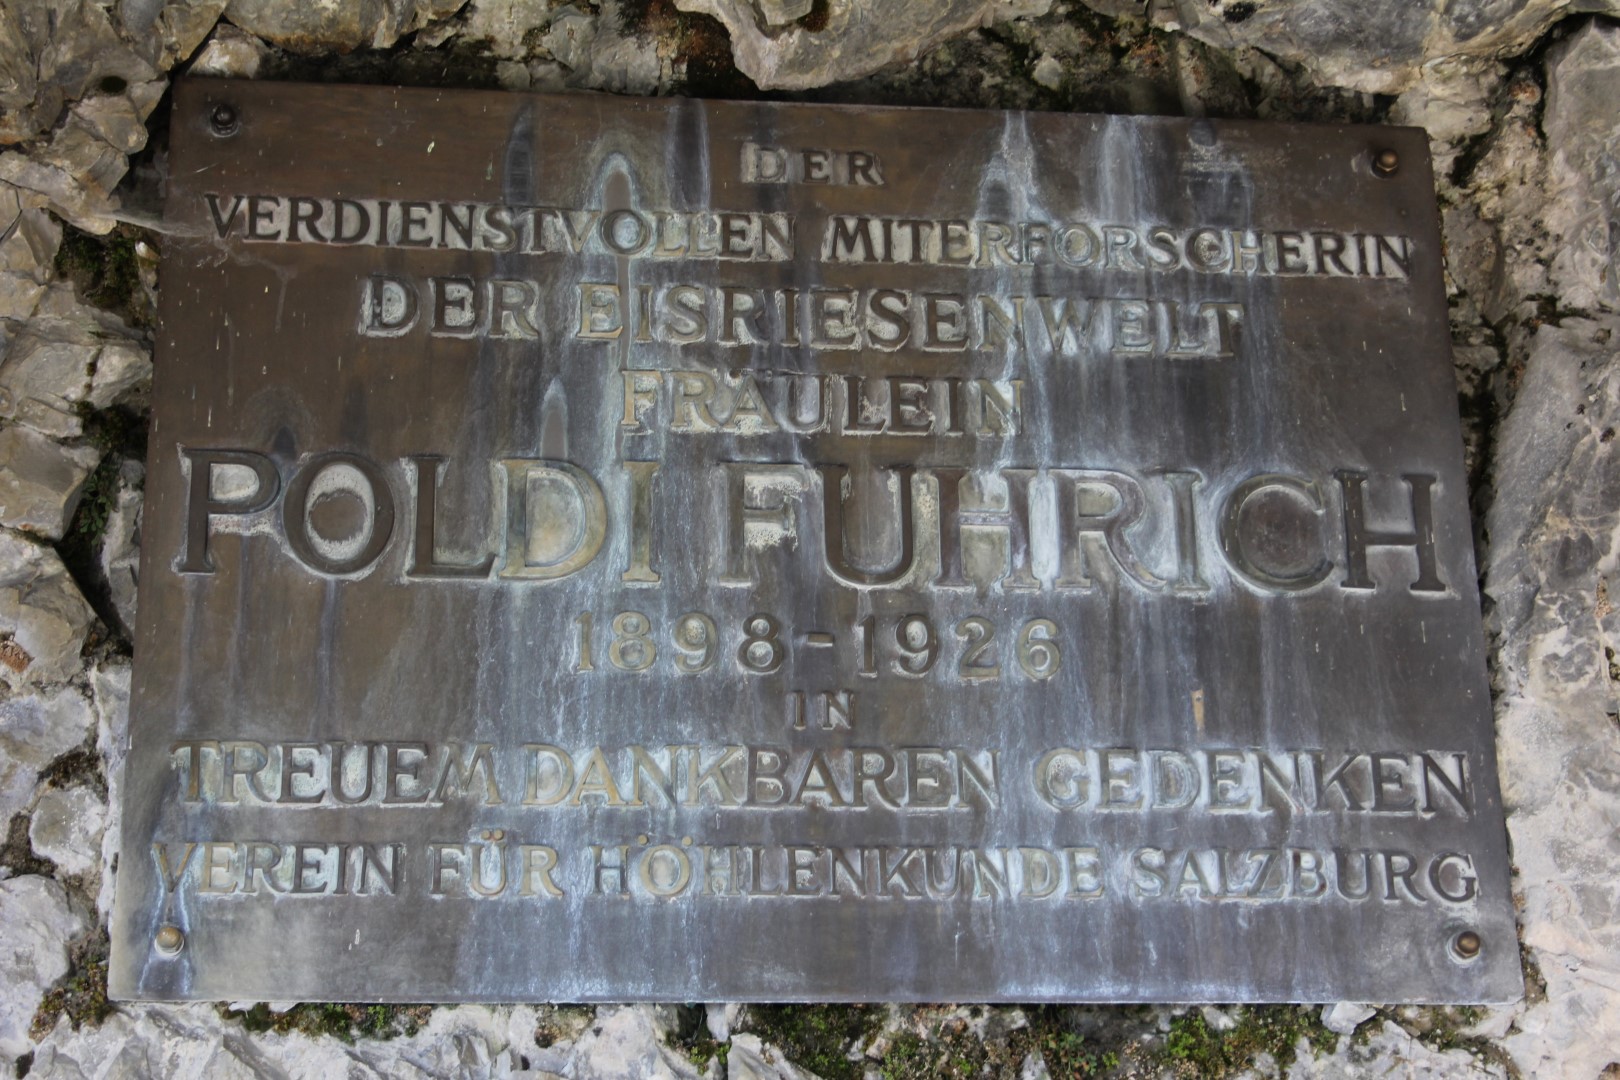 DER
VERDIENSTVOLLEN MITERFORSCHERIN
DER EISRIESENWELT
FRÄULEIN
POLDI FUHRICH
1898-1926
IN
TREUEM DANKBAREN GEDENKEN
VEREIN FÜR HÖHLENKUNDE SALZBURG